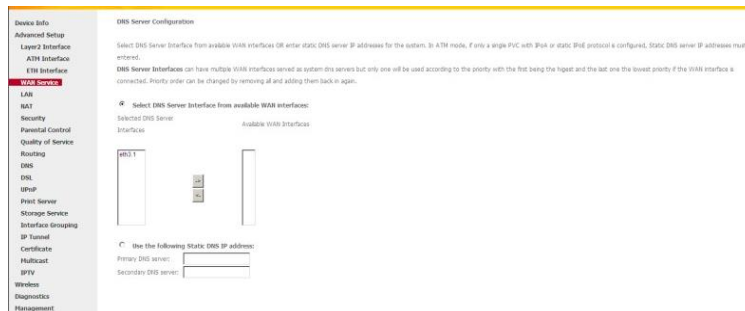 Device Info
Advanced Setup
Layer2 Interface
ATM Interface
ETH Interface
WAN Service
LAN
NAT
Security
Parental Control
Quality of Service
Routing
DNS
DSL
UPnP
Print Server
Storage Service
Interface Grouping
IP Tunnel
Certificate
Multicast
IPTV
Wireless
Diagnostics
Management
DNS Server Configuration
Select DNS Server Interface from available WAN interfaces OR enter static DNS server IP addresses for the system. In ATM mode, if only a single PVC with IPoA or static IPoE protocol is configured, Static DNS server IP addresses must
entered.
DNS Server Interfaces can have multiple WAN interfaces served as system dns servers but only one will be used according to the priority with the first being the higest and the last one the lowest priority if the WAN interface is
connected. Priority order can be changed by removing all and adding them back in again.
Select DNS Server Interface from available WAN interfaces:
Selected DNS Server
Interfaces
Available WAN Interfaces
eth3.1
->
<-
Use the following Static DNS IP address:
Primary DNS server:
Secondary DNS server: